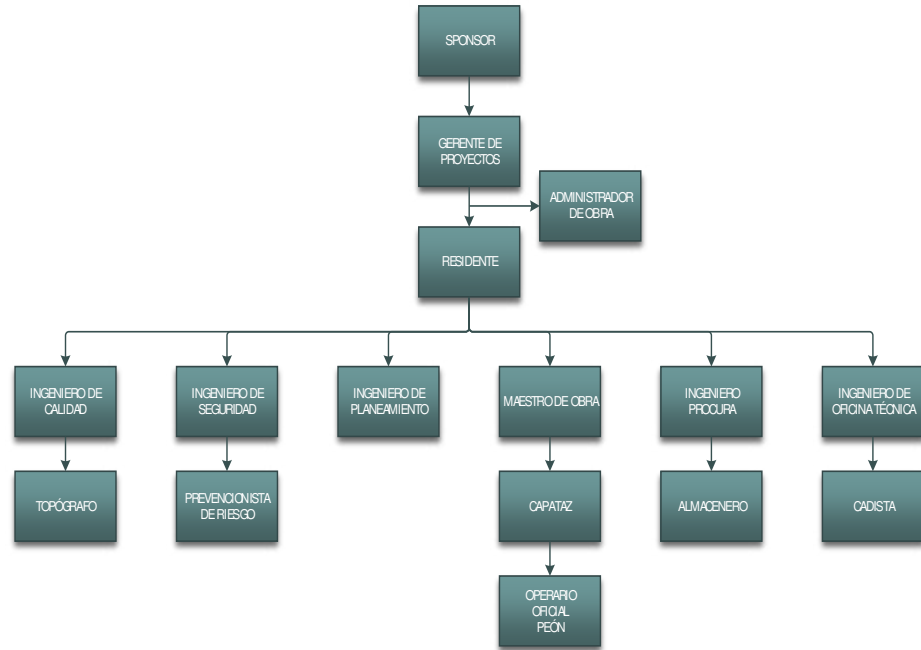 SPONSOR
GERENTE DE
PROYECTOS
ADMINISTRADOR
DE OBRA
RESIDENTE
INGENIERO DE
CALIDAD
INGENIERO DE
SEGURIDAD
INGENIERO DE
PLANEAMIENTO
MAESTRO DE OBRA
INGENIERO
PROCURA
INGENIERO DE
OFICINA TÉCNICA
TOPÓGRAFO
PREVENCIONISTA
DE RIESGO
CAPATAZ
ALMACENERO
CADISTA
OPERARIO
OFICIAL
PEÓN